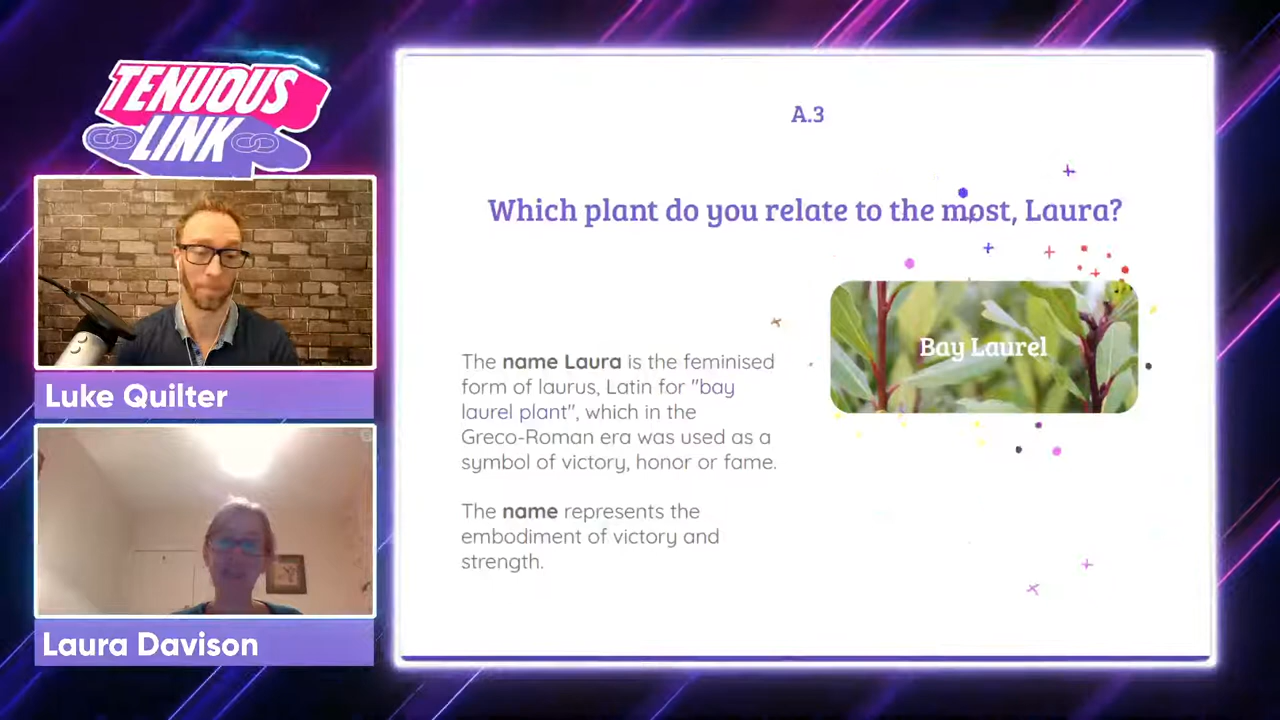 TENUOUS
LINK
Luke Quilter
Laura Davison
A.3
Which plant do you relate to the most, Laura?
The name Laura is the feminised
form of laurus, Latin for "bay
laurel plant", which in the
Greco-Roman era was used as a
symbol of victory, honor or fame.
The name represents the
embodiment of victory and
strength.
Bay Laurel